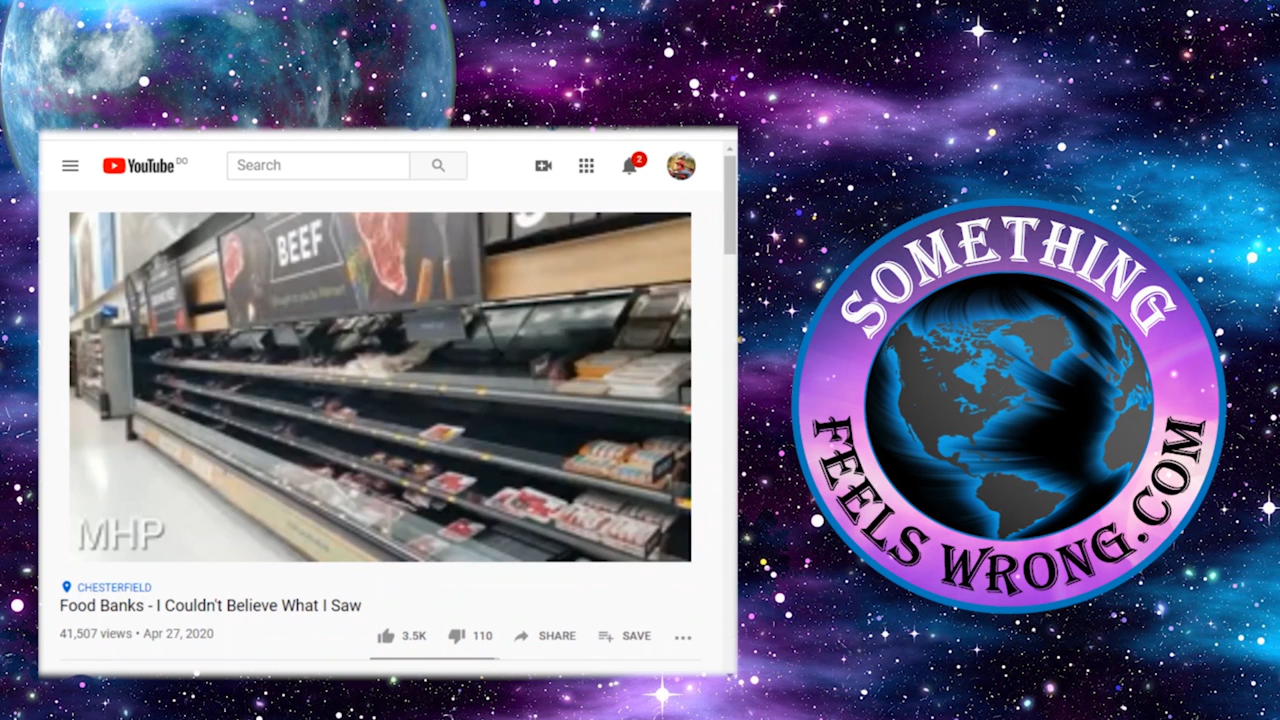 YouTube DO
Search
2
BEEF
MHP
CHESTERFIELD
Food Banks - I Couldn't Believe What I Saw
41,507 views • Apr 27, 2020
3.5K
110
SHARE
SAVE
SOMETHING
FEELS WRONG.COM